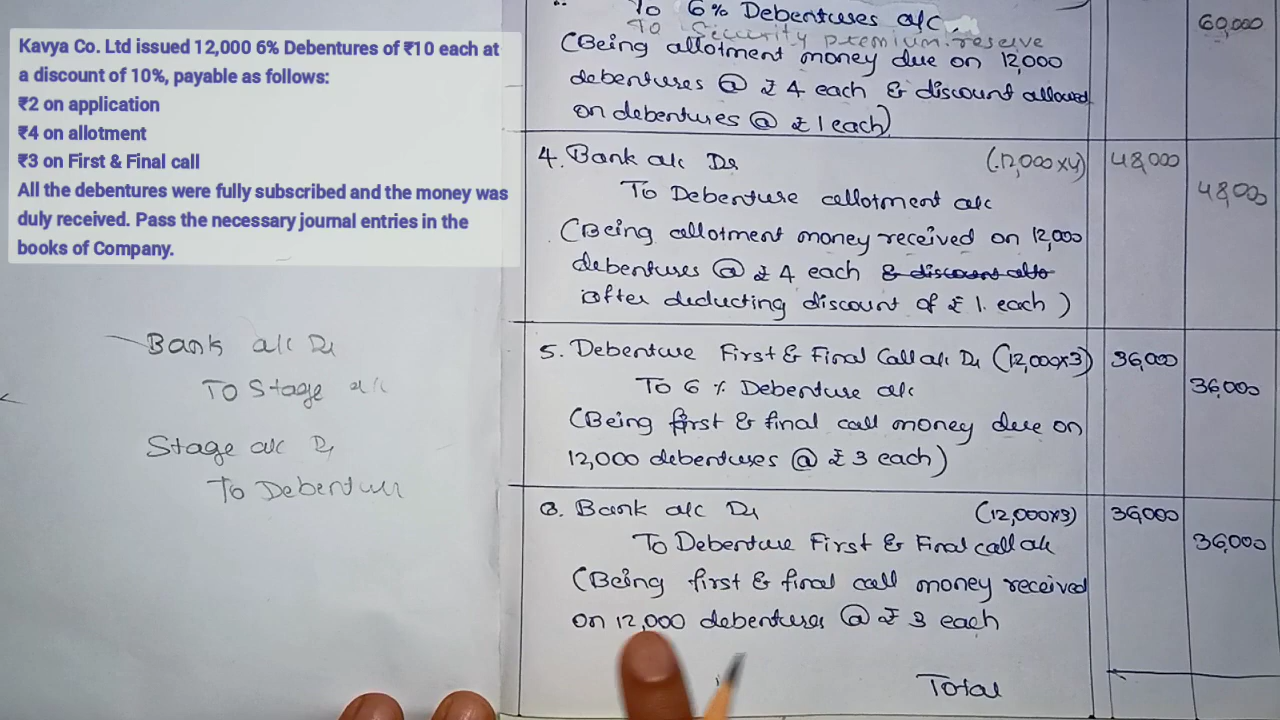 Kavya Co. Ltd issued 12,000 6% Debentures of ₹10 each at
a discount of 10%, payable as follows:
₹2 on application
₹4 on allotment
₹3 on First & Final call
All the debentures were fully subscribed and the money was
duly received. Pass the necessary journal entries in the
books of Company.
Bank a/c Dr
To Stage a/c
Stage a/c Dr
To Debenture
To 6% Debentures a/c. 60,000
To Security premium reseive
(Being allotment money due on 12,000
debentures @ ₹ 4 each & discount allowed
on debentures @ ₹ 1 each)
4. Bank a/c Dr (12,000x4) 48,000
To Debenture allotment a/c 48,000
(Being allotment money received on 12,000
debentures @ ₹ 4 each & discount allo
after deducting discount of ₹ 1. each)
5. Debenture First & Final Call a/c Dr (12,000x3) 36,000
To 6 % Debenture a/c 36,000
(Being first & final call money due on
12,000 debentures @ ₹ 3 each)
6. Bank a/c Dr (12,000x3) 36,000
To Debenture First & Final call a/c 36,000
(Being first & final call money received
on 12,000 debentures @ ₹ 3 each
Total